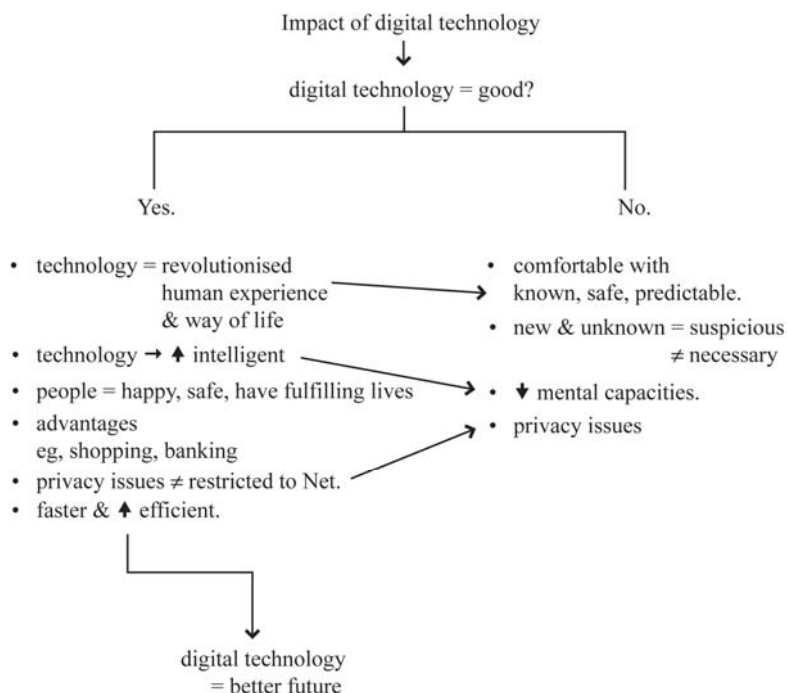 Impact of digital technology
digital technology = good?
Yes.
• technology = revolutionised
human experience
& way of life
• technology → ↑ intelligent
• people = happy, safe, have fulfilling lives
• advantages
eg, shopping, banking
• privacy issues ≠ restricted to Net.
• faster & ↑ efficient.
No.
• comfortable with
known, safe, predictable.
• new & unknown = suspicious
≠ necessary
• ↓ mental capacities.
• privacy issues
digital technology
= better future